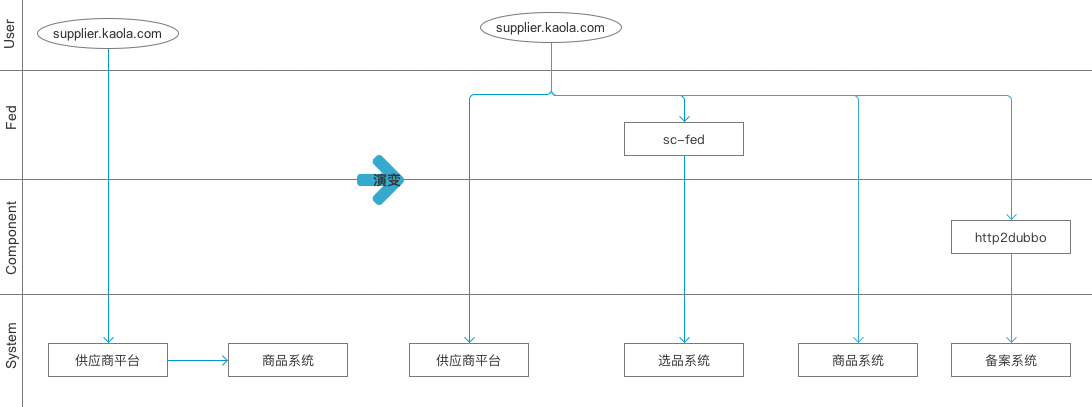 User
supplier.kaola.com
supplier.kaola.com
Fed
sc-fed
演变
Component
http2dubbo
System
供应商平台
商品系统
供应商平台
选品系统
商品系统
备案系统